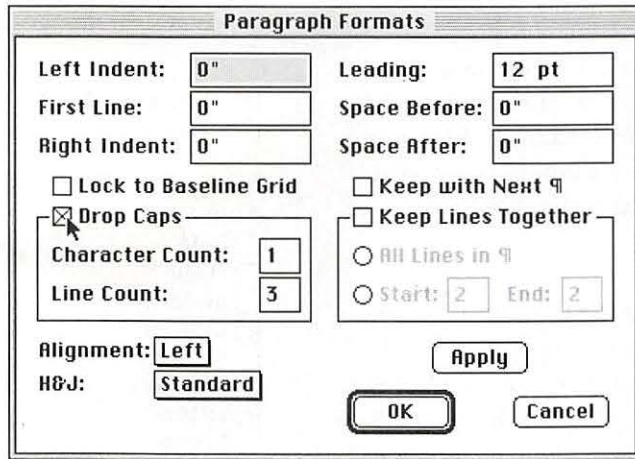 Paragraph Formats
Left Indent: 0"
Leading: 12 pt
First Line: 0"
Space Before: 0"
Right Indent: 0"
Space After: 0"
Lock to Baseline Grid
Keep with Next ¶
Drop Caps
Keep Lines Together
Character Count: 1
All Lines in ¶
Line Count: 3
Start: 2 End: 2
Alignment: Left
Apply
H&J: Standard
OK
Cancel